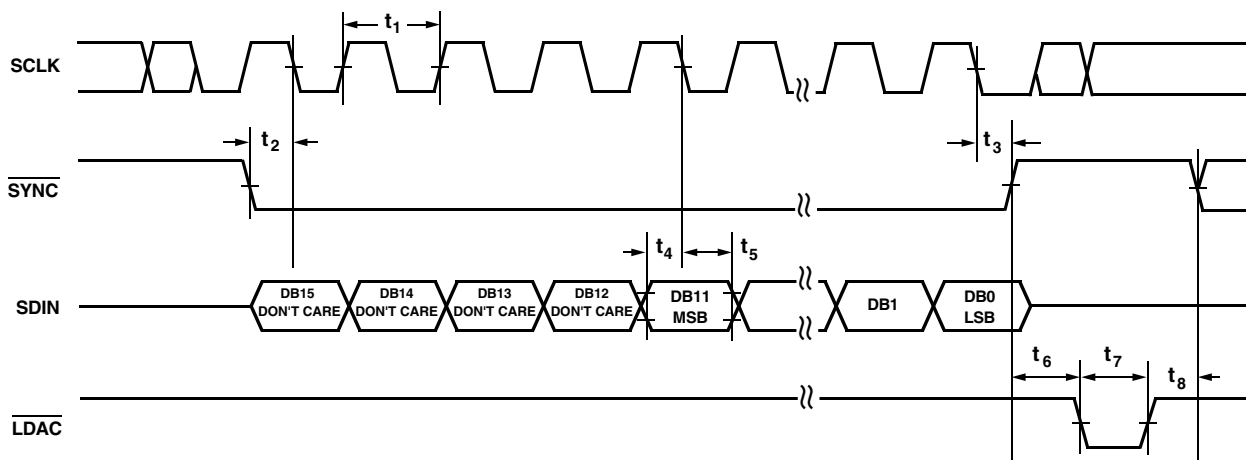 t1
SCLK
t2
t3
SYNC
t4
t5
SDIN
DB15
DON'T CARE
DB14
DON'T CARE
DB13
DON'T CARE
DB12
DON'T CARE
DB11
MSB
DB1
DB0
LSB
t6
t7
t8
LDAC